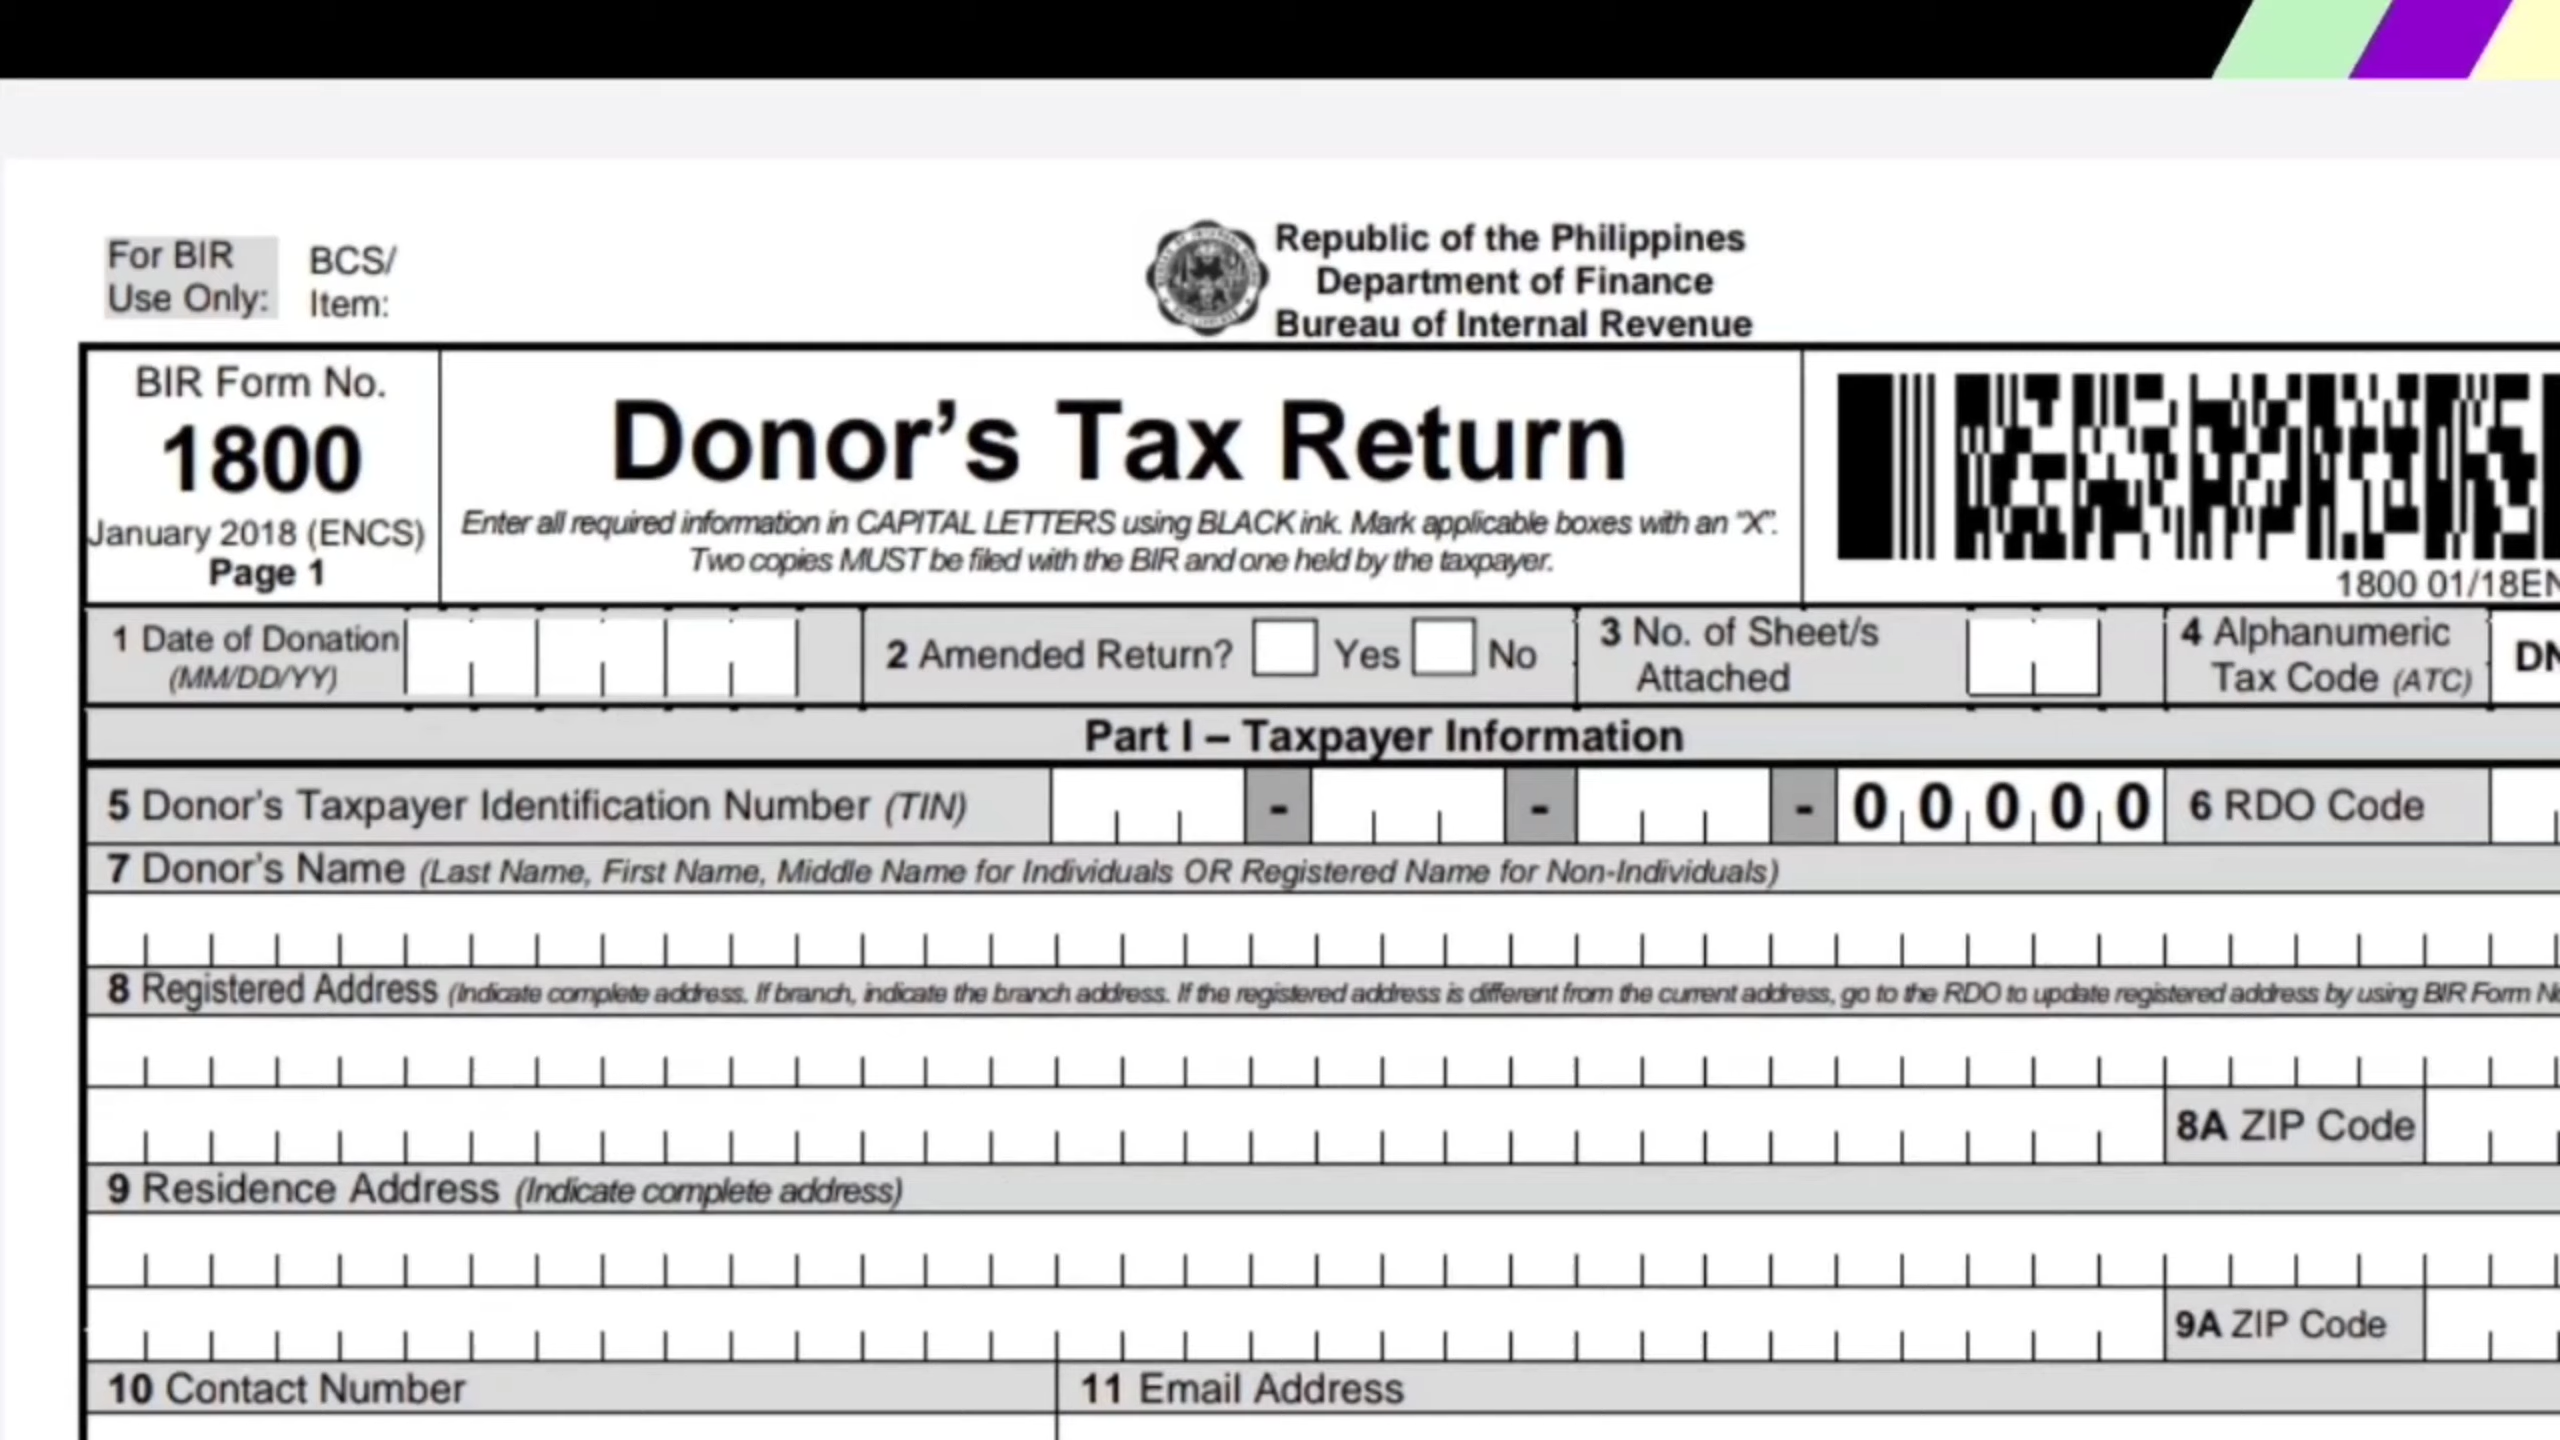 For BIR
Use Only:
BCS/
Item:
Republic of the Philippines
Department of Finance
Bureau of Internal Revenue
BIR Form No.
1800
January 2018 (ENCS)
Page 1
Donor’s Tax Return
Enter all required information in CAPITAL LETTERS using BLACK ink. Mark applicable boxes with an “X”.
Two copies MUST be filed with the BIR and one held by the taxpayer.
1800 01/18EN
1 Date of Donation
(MM/DD/YY)
2 Amended Return? Yes No
3 No. of Sheet/s
Attached
4 Alphanumeric
Tax Code (ATC)
DN
Part I – Taxpayer Information
5 Donor’s Taxpayer Identification Number (TIN) - - - 0 0 0 0 0 6 RDO Code
7 Donor’s Name (Last Name, First Name, Middle Name for Individuals OR Registered Name for Non-Individuals)
8 Registered Address (Indicate complete address. If branch, indicate the branch address. If the registered address is different from the current address, go to the RDO to update registered address by using BIR Form
8A ZIP Code
9 Residence Address (Indicate complete address)
9A ZIP Code
10 Contact Number 11 Email Address